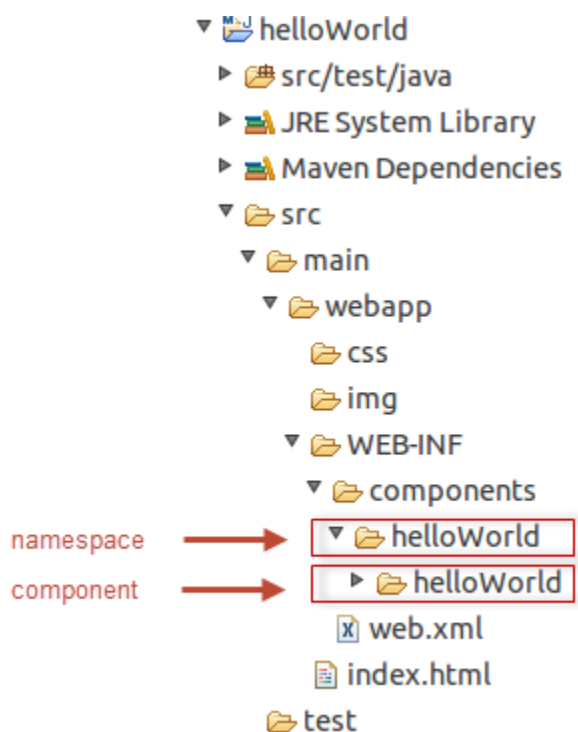 helloWorld
src/test/java
JRE System Library
Maven Dependencies
src
main
webapp
css
img
WEB-INF
components
namespace helloWorld
component helloWorld
web.xml
index.html
test